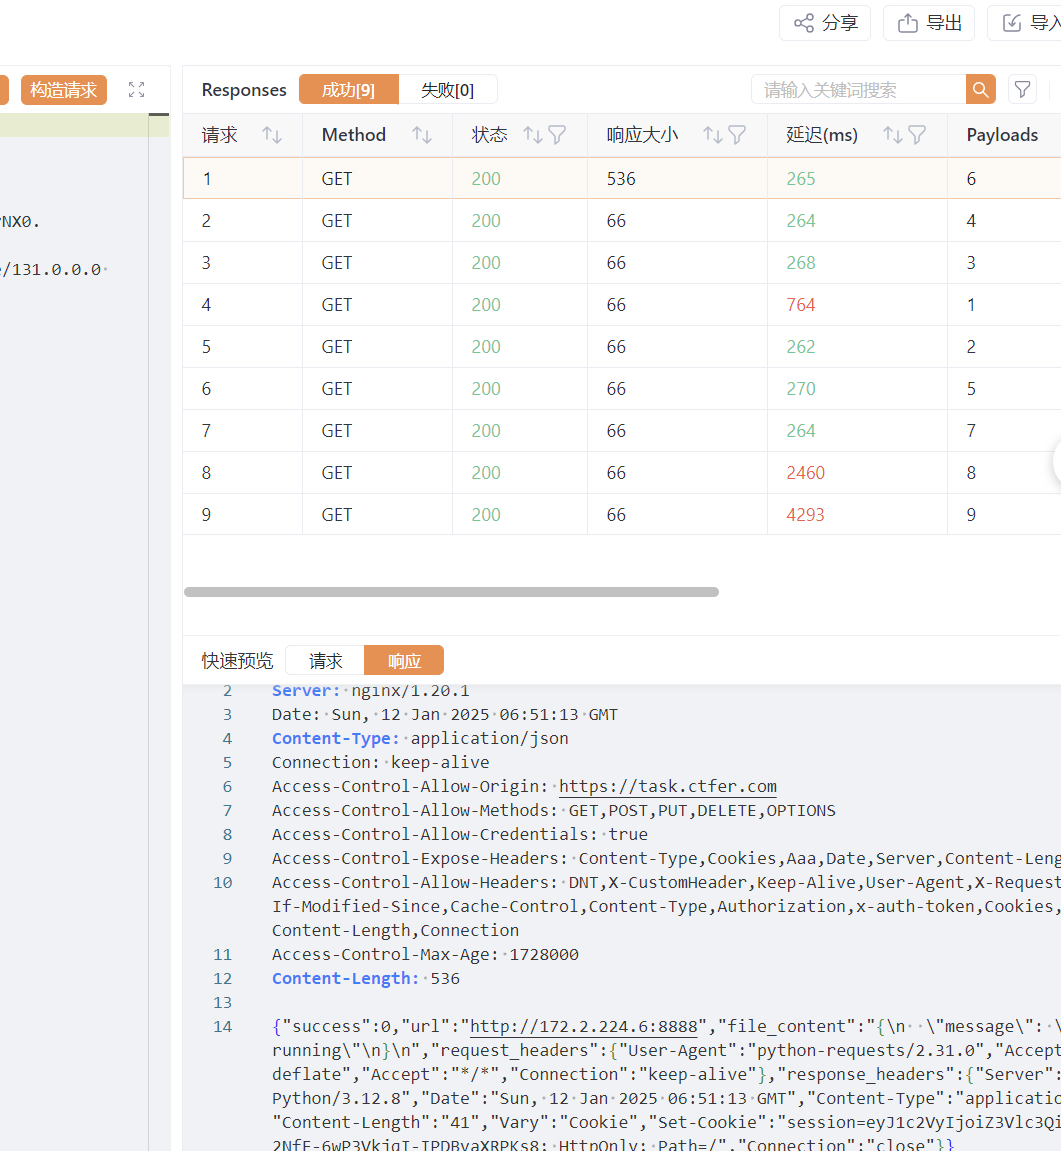 分享 导出 导入
构造请求
Responses 成功[9] 失败[0] 请输入关键词搜索
请求 Method 状态 响应大小 延迟(ms) Payloads
1 GET 200 536 265 6
2 GET 200 66 264 4
NX0.
3 GET 200 66 268 3
/131.0.0.0
4 GET 200 66 764 1
5 GET 200 66 262 2
6 GET 200 66 270 5
7 GET 200 66 264 7
8 GET 200 66 2460 8
9 GET 200 66 4293 9
快速预览 请求 响应
2 Server: nginx/1.20.1
3 Date: Sun, 12 Jan 2025 06:51:13 GMT
4 Content-Type: application/json
5 Connection: keep-alive
6 Access-Control-Allow-Origin: https://task.ctfer.com
7 Access-Control-Allow-Methods: GET,POST,PUT,DELETE,OPTIONS
8 Access-Control-Allow-Credentials: true
9 Access-Control-Expose-Headers: Content-Type,Cookies,Aaa,Date,Server,Content-Leng
10 Access-Control-Allow-Headers: DNT,X-CustomHeader,Keep-Alive,User-Agent,X-Request
If-Modified-Since,Cache-Control,Content-Type,Authorization,x-auth-token,Cookies,
Content-Length,Connection
11 Access-Control-Max-Age: 1728000
12 Content-Length: 536
13
14 {"success":0,"url":"http://172.2.224.6:8888","file_content":"{\n  \"message\": \
running\"\n}\n","request_headers":{"User-Agent":"python-requests/2.31.0","Accept
deflate","Accept":"*/*","Connection":"keep-alive"},"response_headers":{"Server":
Python/3.12.8","Date":"Sun, 12 Jan 2025 06:51:13 GMT","Content-Type":"applicatio
"Content-Length":"41","Vary":"Cookie","Set-Cookie":"session=eyJ1c2VyIjoiZ3Vlc3Qi
HttpOnly; Path=/","Connection":"close"}}